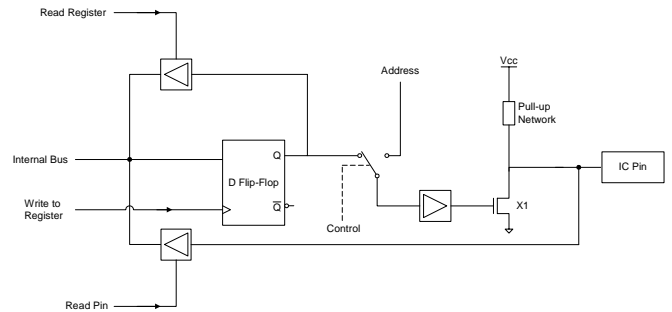 Read Register
Address
Vcc
Pull-up
Network
Internal Bus
Q
D Flip-Flop
IC Pin
Write to
Register
Q
X1
Control
Read Pin